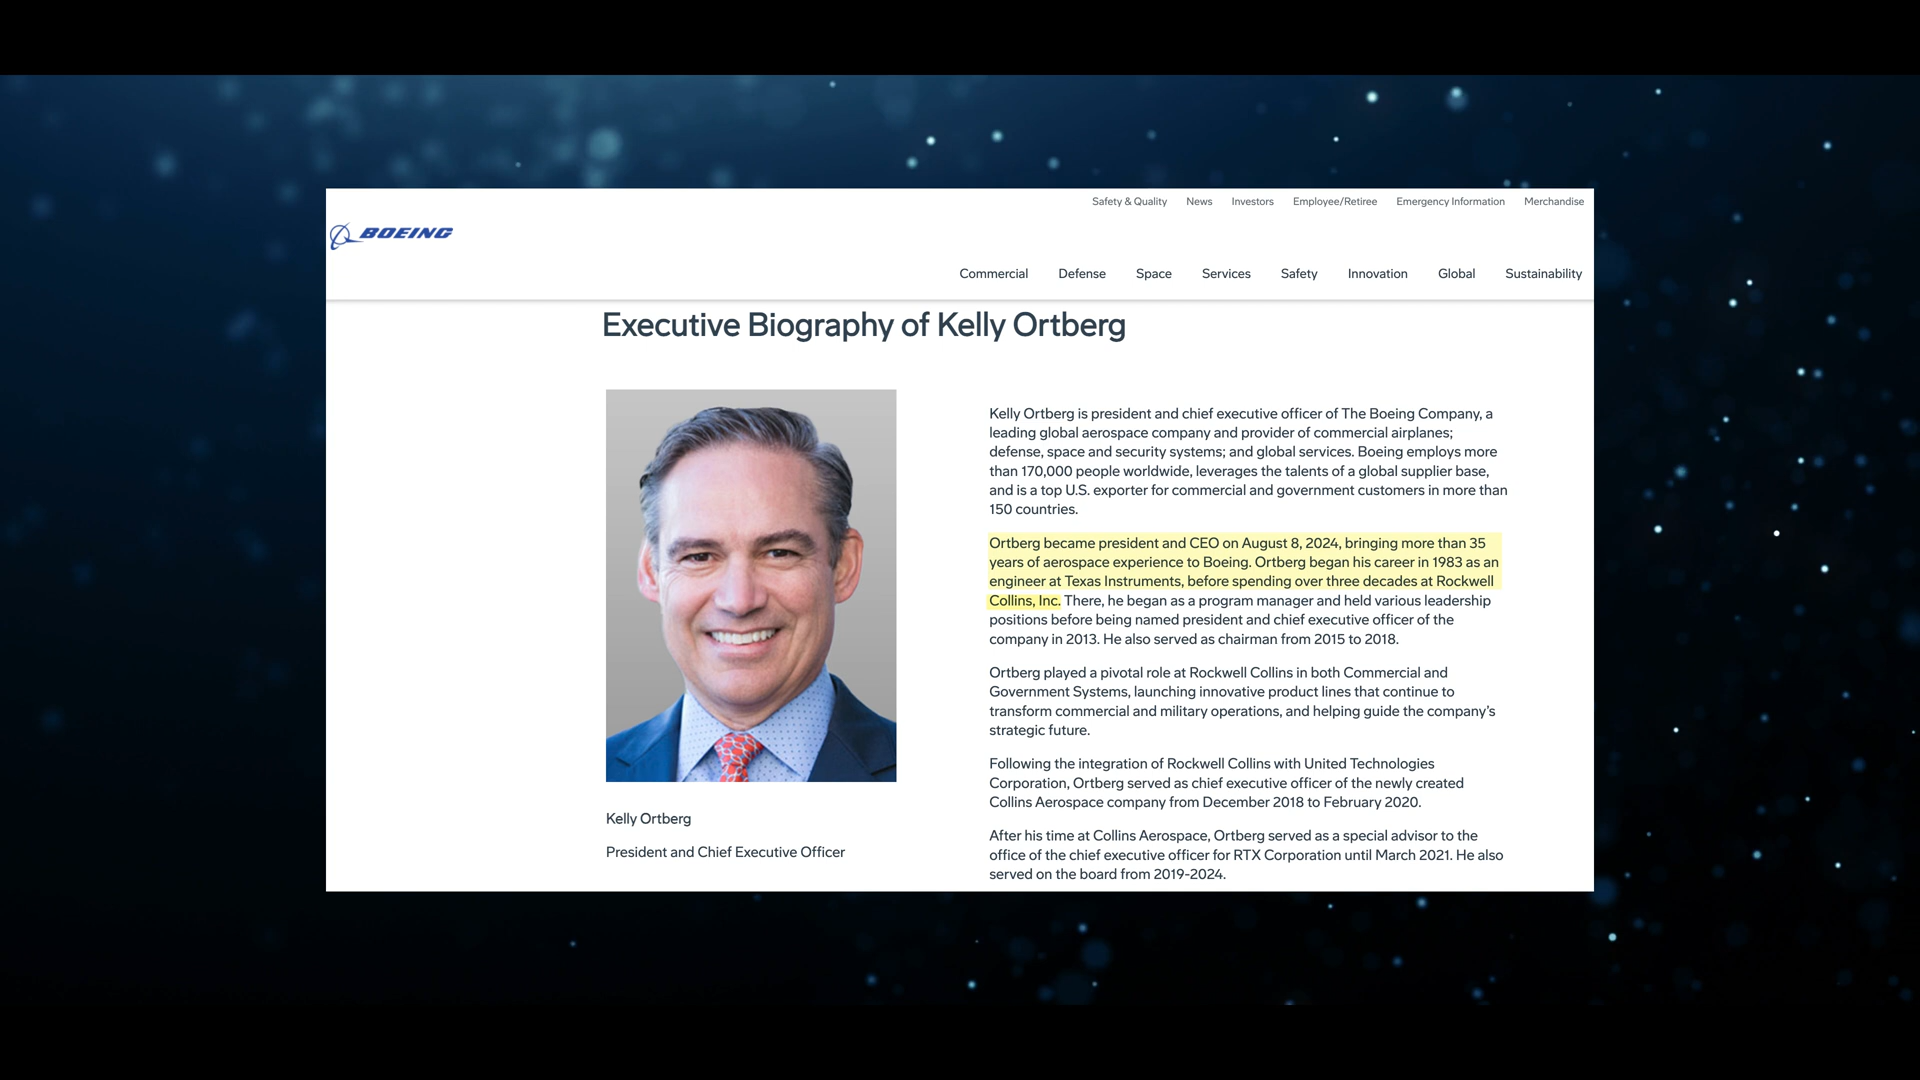 Safety & Quality News Investors Employee/Retiree Emergency Information Merchandise
BOEING
Commercial Defense Space Services Safety Innovation Global Sustainability
Executive Biography of Kelly Ortberg
Kelly Ortberg
President and Chief Executive Officer
Kelly Ortberg is president and chief executive officer of The Boeing Company, a
leading global aerospace company and provider of commercial airplanes;
defense, space and security systems; and global services. Boeing employs more
than 170,000 people worldwide, leverages the talents of a global supplier base,
and is a top U.S. exporter for commercial and government customers in more than
150 countries.
Ortberg became president and CEO on August 8, 2024, bringing more than 35
years of aerospace experience to Boeing. Ortberg began his career in 1983 as an
engineer at Texas Instruments, before spending over three decades at Rockwell
Collins, Inc. There, he began as a program manager and held various leadership
positions before being named president and chief executive officer of the
company in 2013. He also served as chairman from 2015 to 2018.
Ortberg played a pivotal role at Rockwell Collins in both Commercial and
Government Systems, launching innovative product lines that continue to
transform commercial and military operations, and helping guide the company's
strategic future.
Following the integration of Rockwell Collins with United Technologies
Corporation, Ortberg served as chief executive officer of the newly created
Collins Aerospace company from December 2018 to February 2020.
After his time at Collins Aerospace, Ortberg served as a special advisor to the
office of the chief executive officer for RTX Corporation until March 2021. He also
served on the board from 2019-2024.